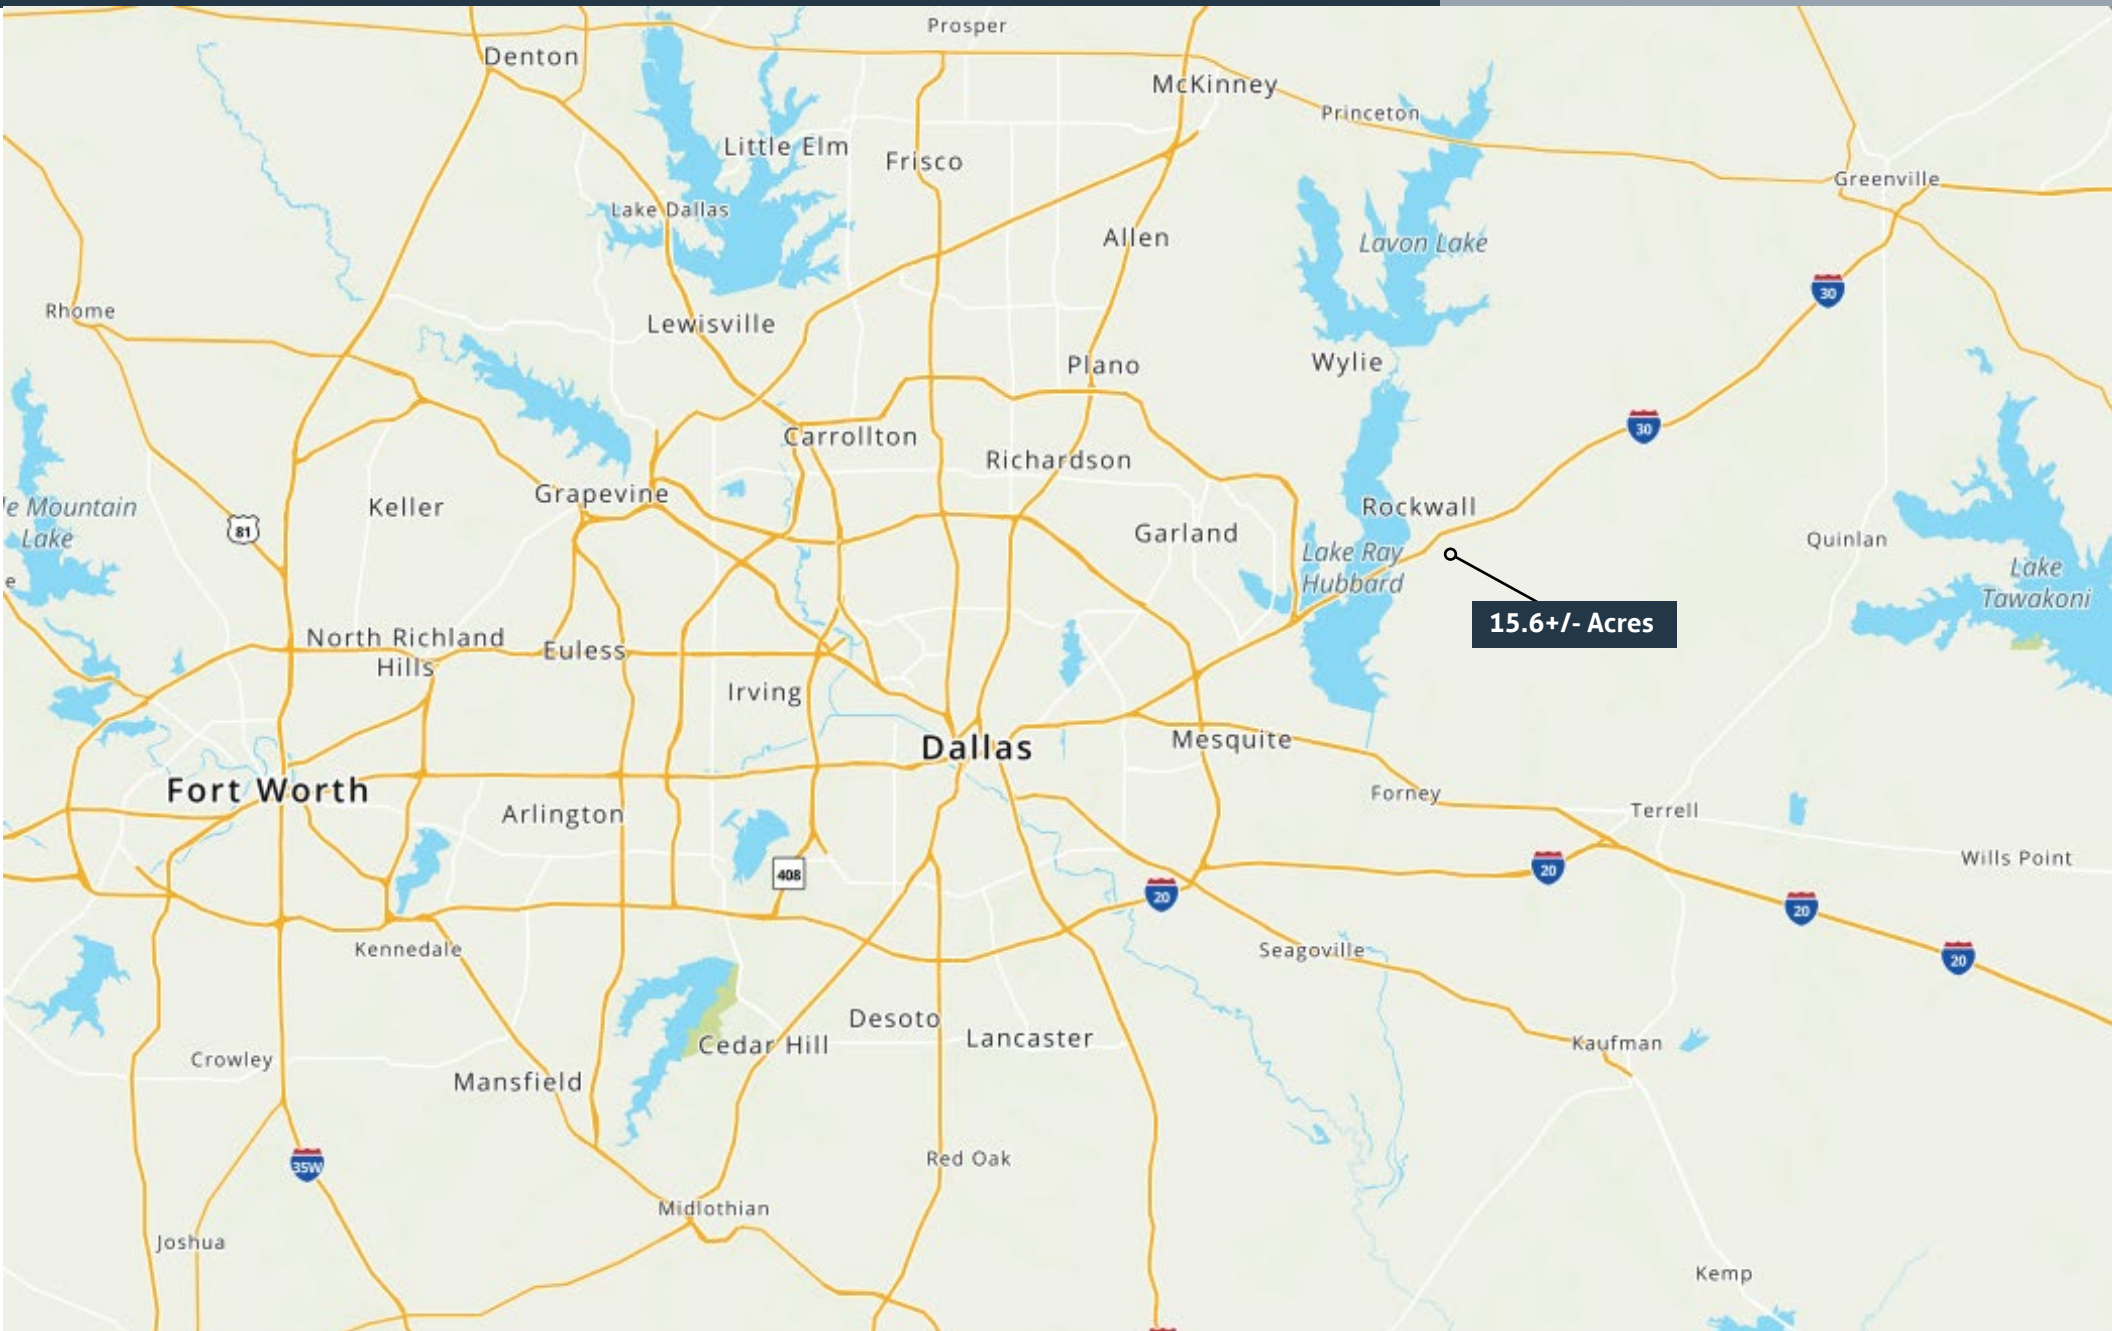 Prosper
Denton
McKinney
Princeton
Little Elm
Frisco
Greenville
Lake Dallas
Allen
Lavon Lake
30
Rhome
Lewisville
Wylie
Plano
30
Carrollton
Richardson
Grapevine
Keller
Rockwall
e Mountain
Lake
81
Garland
Quinlan
Lake Ray
Hubbard
Lake
Tawakoni
e
15.6+/- Acres
North Richland
Hills
Euless
Irving
Dallas
Mesquite
Fort Worth
Forney
Arlington
Terrell
Wills Point
408
20
20
20
20
Kennedale
Seagoville
Desoto
Lancaster
Cedar Hill
Kaufman
Crowley
Mansfield
Red Oak
35W
Midlothian
Joshua
Kemp